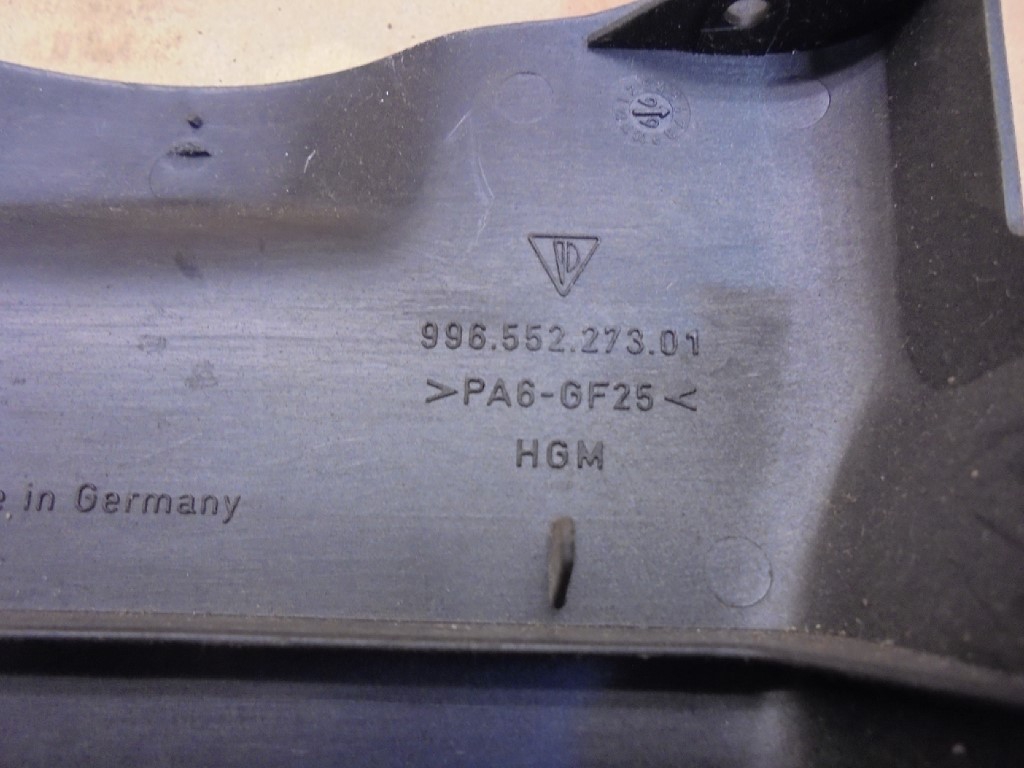 996.552.273.01
>PA6-GF25<
HGM
e in Germany